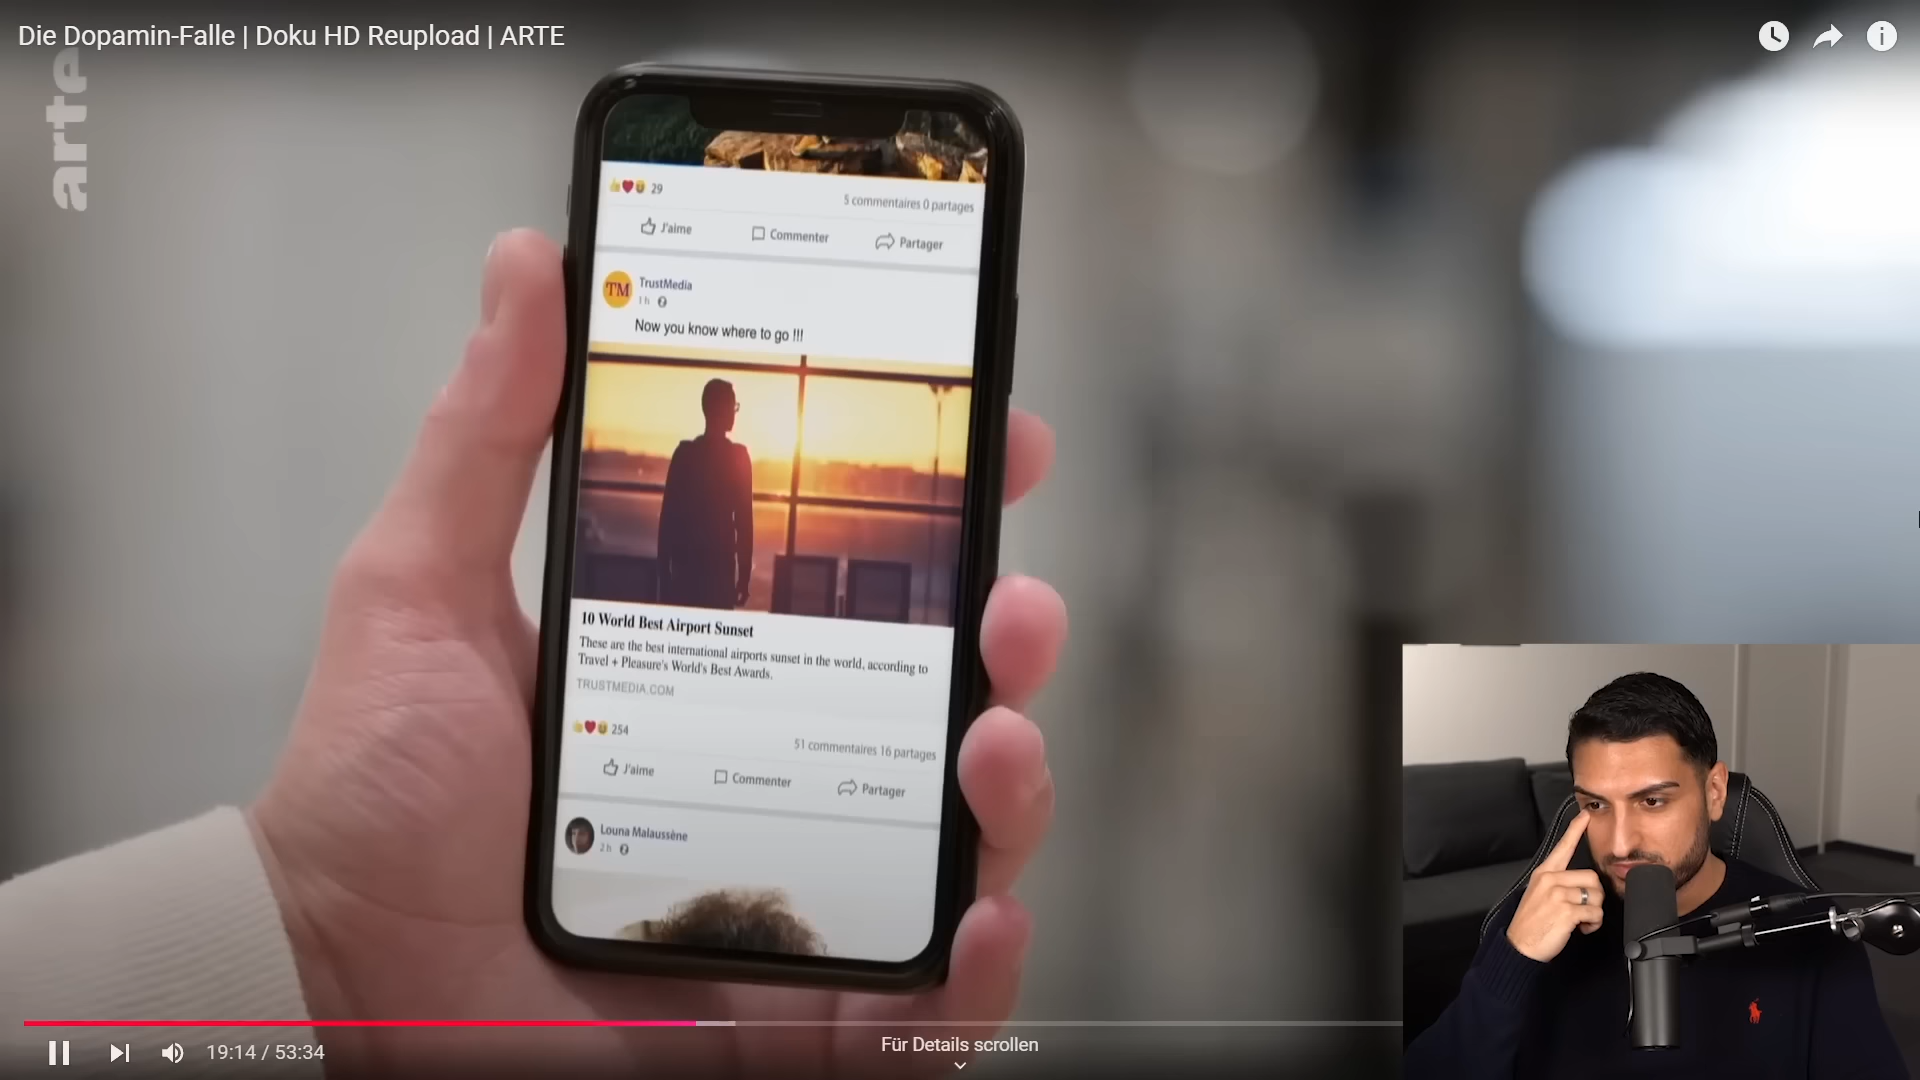 Die Dopamin-Falle | Doku HD Reupload | ARTE
arte
29
5 commentaires 0 partages
J'aime
Commenter
Partager
TM
TrustMedia
1 h
Now you know where to go !!!
10 World Best Airport Sunset
These are the best international airports sunset in the world, according to
Travel + Pleasure's World's Best Awards.
TRUSTMEDIA.COM
254
51 commentaires 16 partages
J'aime
Commenter
Partager
Louna Malaussène
2 h
19:14 / 53:34
Für Details scrollen